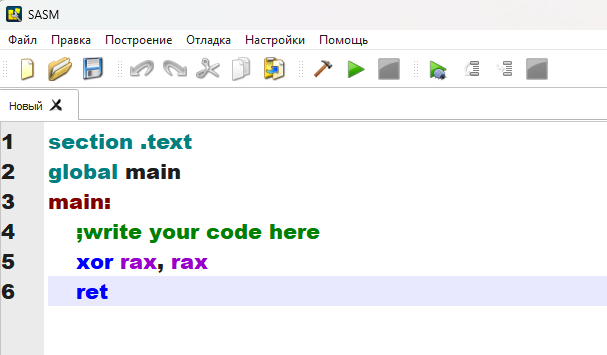 SASM
Файл Правка Построение Отладка Настройки Помощь
Новый
1 section .text
2 global main
3 main:
4 ;write your code here
5 xor rax, rax
6 ret